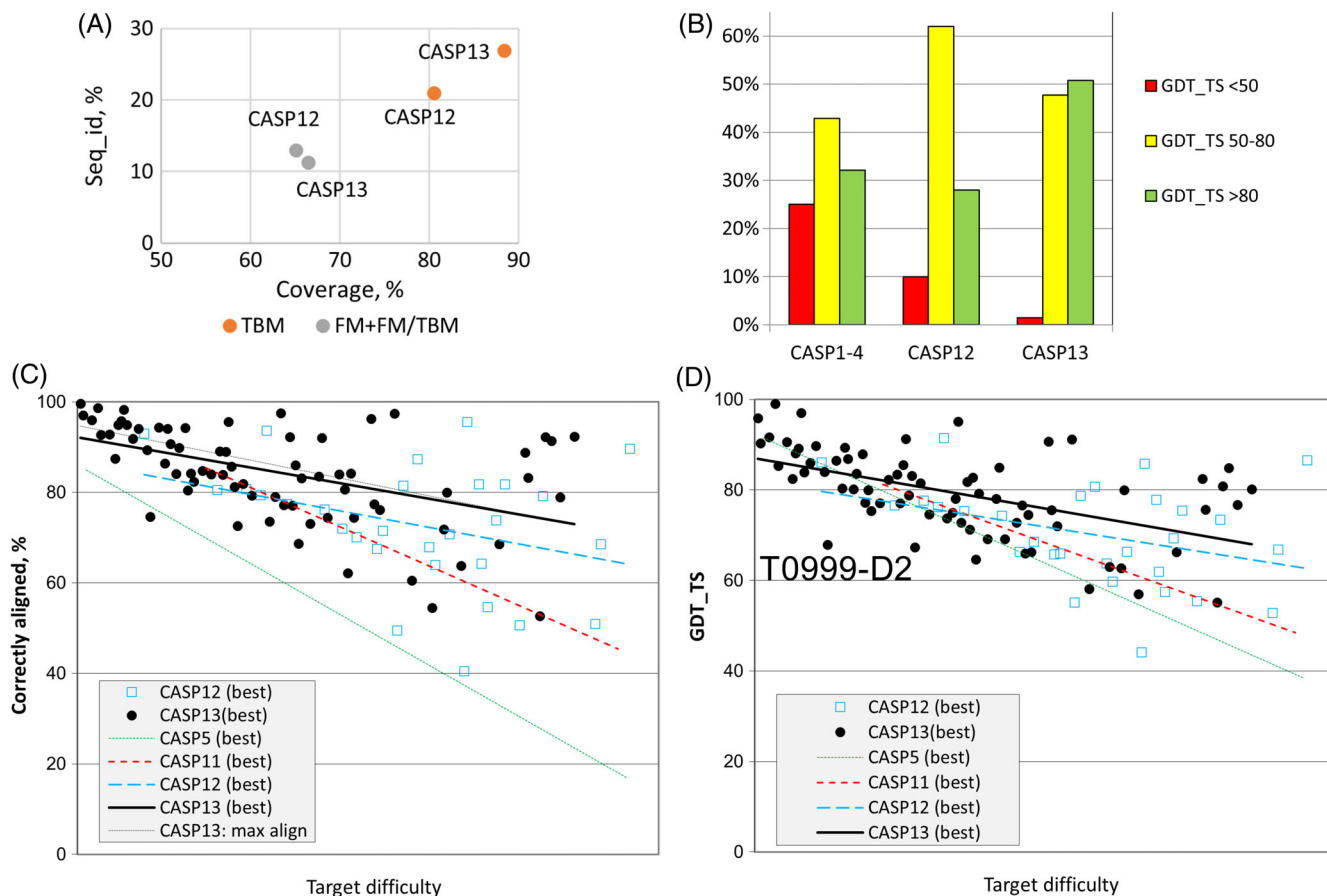 (A)
30
20
10
0
Seq_id, %
CASP13
CASP12
CASP12
CASP13
50 60 70 80 90
Coverage, %
TBM FM+FM/TBM
(B)
60%
50%
40%
30%
20%
10%
0%
CASP1-4 CASP12 CASP13
GDT_TS <50
GDT_TS 50-80
GDT_TS >80
(C)
100
80
60
40
20
0
Correctly aligned, %
CASP12 (best)
CASP13(best)
CASP5 (best)
CASP11 (best)
CASP12 (best)
CASP13 (best)
CASP13: max align
Target difficulty
(D)
100
80
60
40
20
0
GDT_TS
T0999-D2
CASP12 (best)
CASP13(best)
CASP5 (best)
CASP11 (best)
CASP12 (best)
CASP13 (best)
Target difficulty